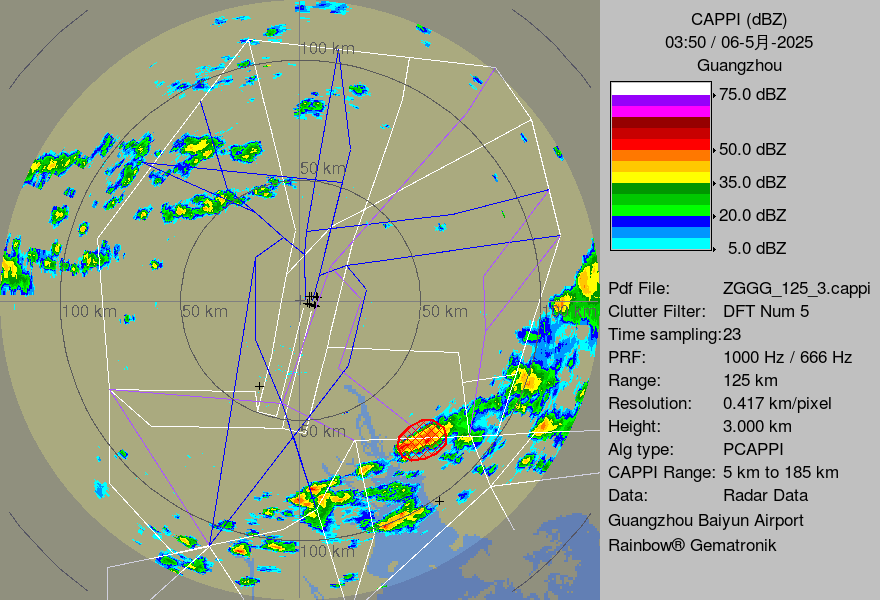 CAPPI (dBZ)
03:50 / 06-5月-2025
Guangzhou
75.0 dBZ
50.0 dBZ
35.0 dBZ
20.0 dBZ
5.0 dBZ
Pdf File: ZGGG_125_3.cappi
Clutter Filter: DFT Num 5
Time sampling:23
PRF: 1000 Hz / 666 Hz
Range: 125 km
Resolution: 0.417 km/pixel
Height: 3.000 km
Alg type: PCAPPI
CAPPI Range: 5 km to 185 km
Data: Radar Data
Guangzhou Baiyun Airport
Rainbow® Gematronik
100 km
50 km
100 km
50 km
50 km
100 km
50 km
100 km